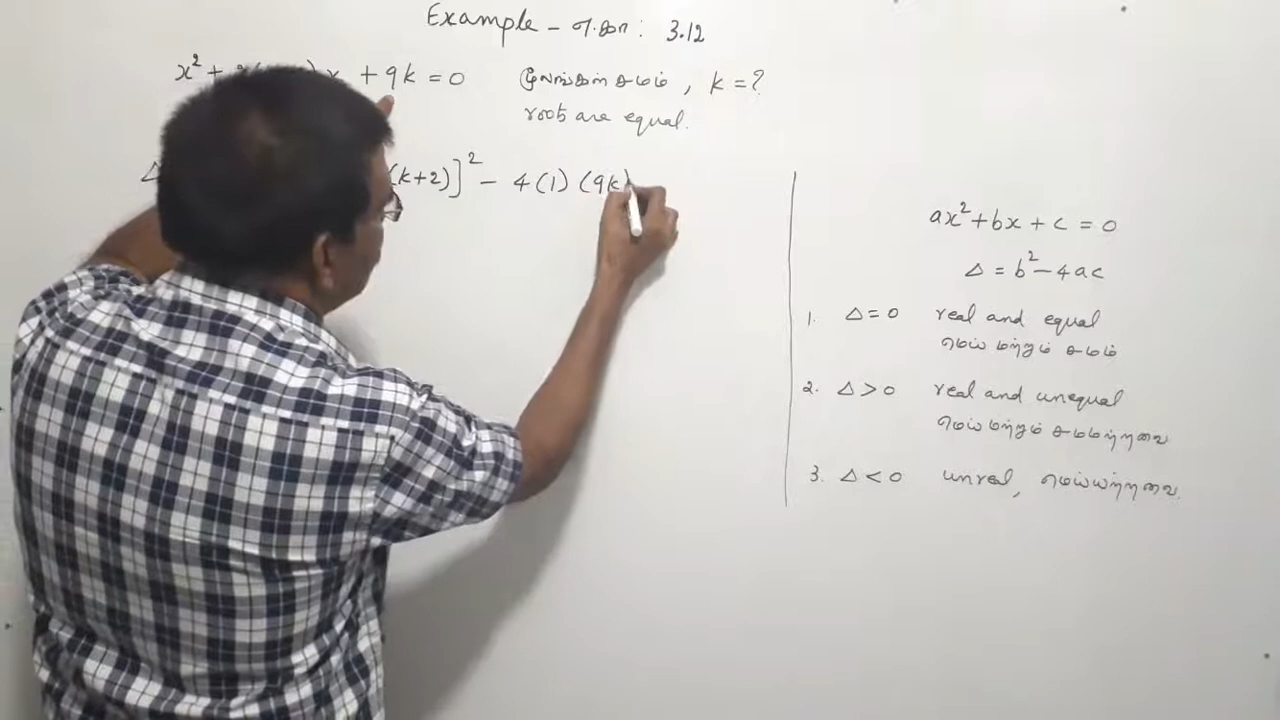 Example - எ.கா : 3.12
x² + x + 9k = 0 மூலங்கள் சமம் , k = ?
roots are equal.
Δ (k+2)]² - 4(1)(9k)
ax² + bx + c = 0
Δ = b² - 4ac
1. Δ = 0 real and equal
மெய் மற்றும் சமம்
2. Δ > 0 real and unequal
மெய் மற்றும் சமமற்றவை
3. Δ < 0 unreal, மெய்யற்றவை.